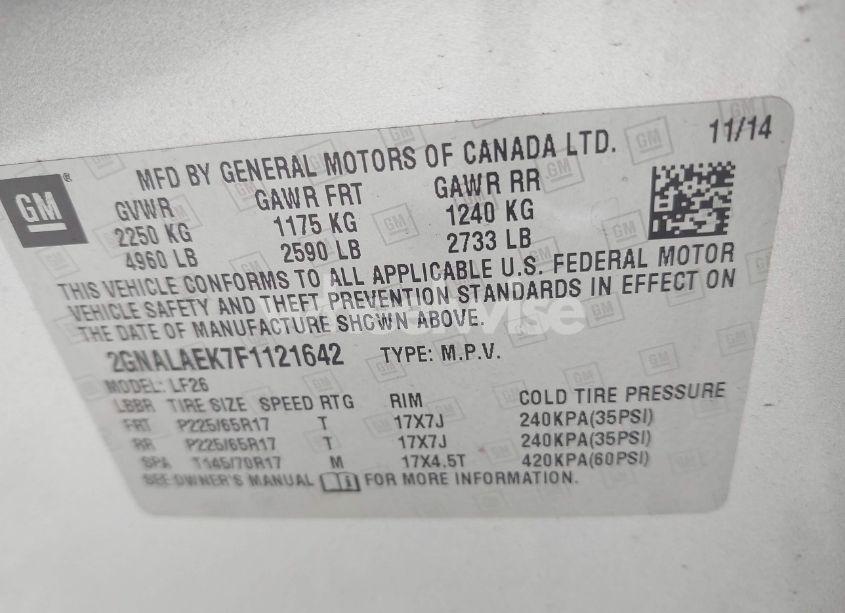 MFD BY GENERAL MOTORS OF CANADA LTD. 11/14
GM
GVWR GAWR FRT GAWR RR
2250 KG 1175 KG 1240 KG
4960 LB 2590 LB 2733 LB
THIS VEHICLE CONFORMS TO ALL APPLICABLE U.S. FEDERAL MOTOR
VEHICLE SAFETY AND THEFT PREVENTION STANDARDS IN EFFECT ON
THE DATE OF MANUFACTURE SHOWN ABOVE.
2GNALAEK7F1121642 TYPE: M.P.V.
MODEL: LF26
TIRE SIZE SPEED RTG RIM COLD TIRE PRESSURE
FRT P225/65R17 T 17X7J 240KPA(35PSI)
RR P225/65R17 T 17X7J 240KPA(35PSI)
SPA T145/70R17 M 17X4.5T 420KPA(60PSI)
SEE OWNER'S MANUAL FOR MORE INFORMATION.